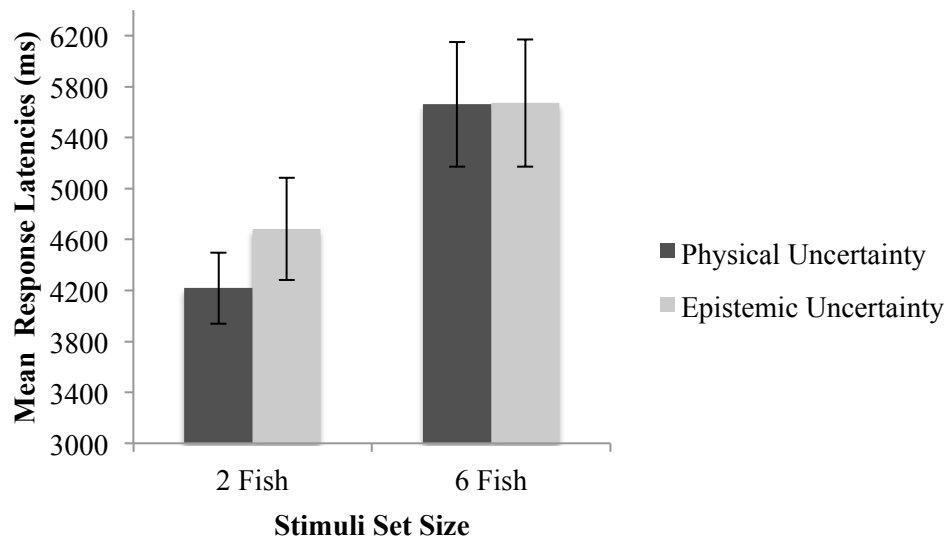 Mean Response Latencies (ms)
6200
5800
5400
5000
4600
4200
3800
3400
3000
2 Fish
6 Fish
Stimuli Set Size
Physical Uncertainty
Epistemic Uncertainty